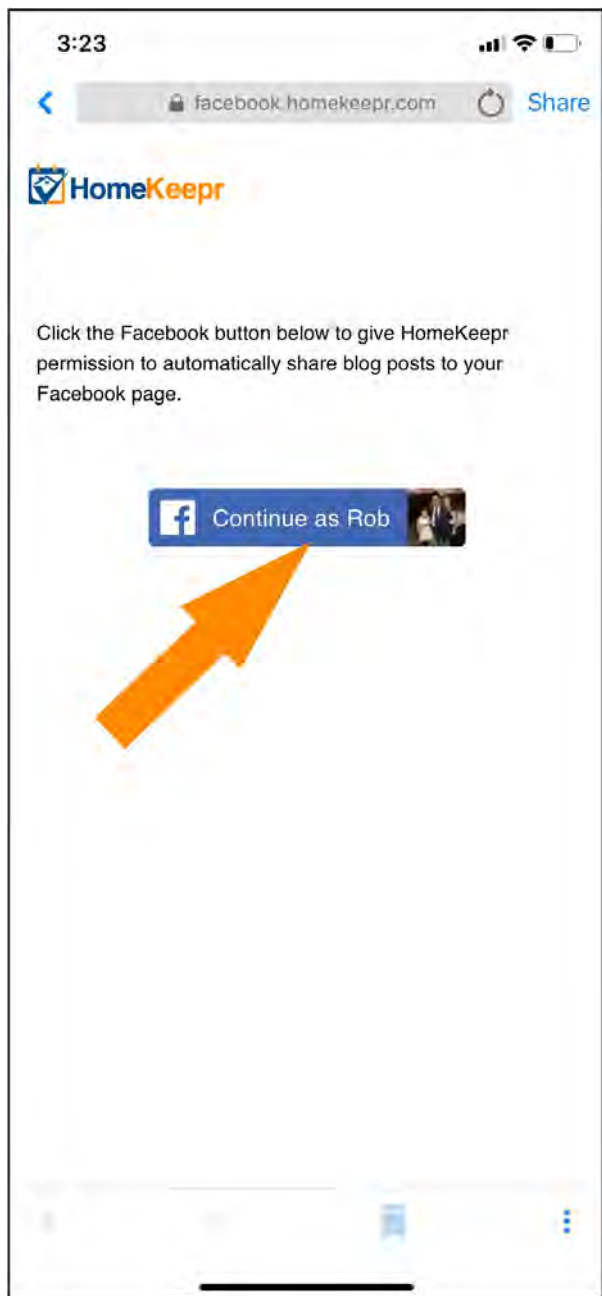 3:23
facebook.homekeepr.com
Share
HomeKeepr
Click the Facebook button below to give HomeKeepr
permission to automatically share blog posts to your
Facebook page.
Continue as Rob